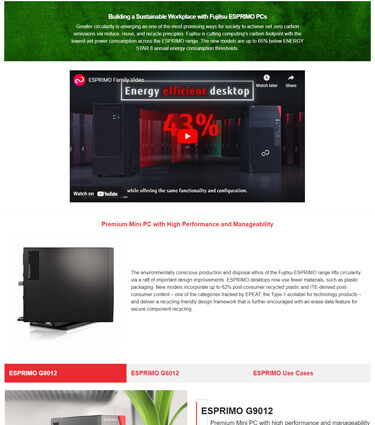 Building a Sustainable Workplace with Fujitsu ESPRIMO PCs
Greater circularity is emerging as one of the most promising ways for society to achieve net zero carbon
emissions via reduce, reuse, and recycle principles. Fujitsu is cutting computing's carbon footprint with the
lowest-yet power consumption across the ESPRIMO range. The new models are up to 65% below ENERGY
STAR 8 annual energy consumption thresholds.
ESPRIMO Family Video
Watch later
Share
Energy efficient desktop
43%
while offering the same functionality and configuration.
Watch on YouTube
Premium Mini PC with High Performance and Manageability
The environmentally conscious production and disposal ethos of the Fujitsu ESPRIMO range lifts circularity
via a raft of important design improvements. ESPRIMO desktops now use fewer materials, such as plastic
packaging. New models incorporate up to 62% post-consumer recycled plastic and ITE-derived post-
consumer content – one of the categories tracked by EPEAT, the Type-1 ecolabel for technology products –
and deliver a recycling-friendly design framework that is further encouraged with an erase data feature for
secure component recycling.
ESPRIMO G9012
ESPRIMO G6012
ESPRIMO Use Cases
ESPRIMO G9012
Premium Mini PC with high performance and manageability